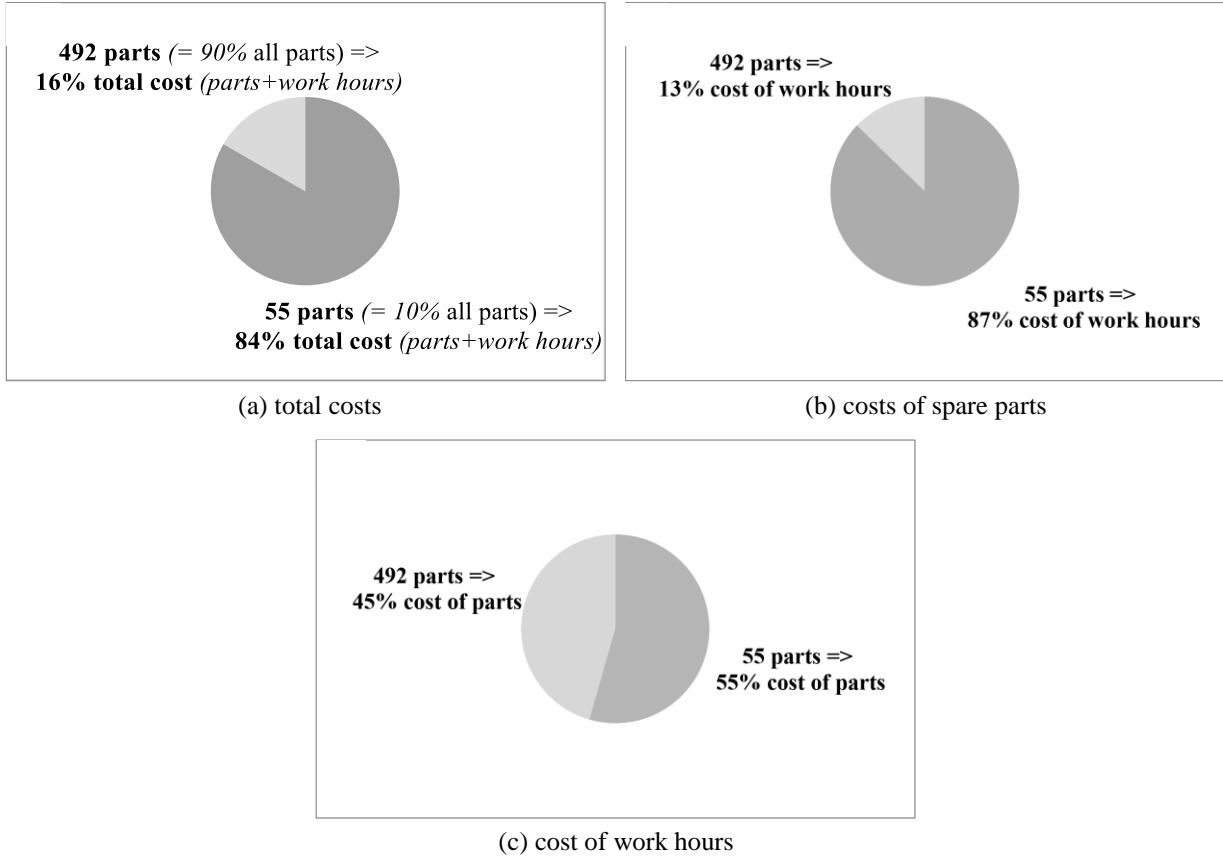 492 parts (= 90% all parts) =>
16% total cost (parts+work hours)
55 parts (= 10% all parts) =>
84% total cost (parts+work hours)
(a) total costs
492 parts =>
13% cost of work hours
55 parts =>
87% cost of work hours
(b) costs of spare parts
492 parts =>
45% cost of parts
55 parts =>
55% cost of parts
(c) cost of work hours